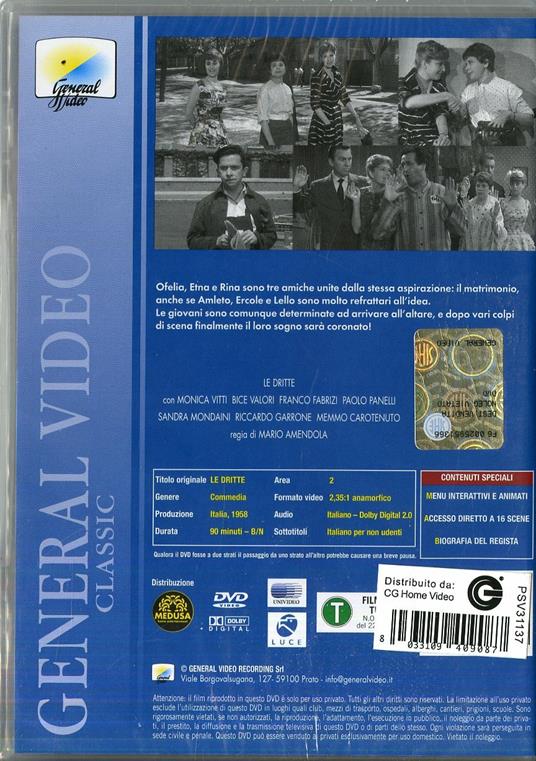 General
Video
GENERAL VIDEO
CLASSIC
Ofelia, Etna e Rina sono tre amiche unite dalla stessa aspirazione: il matrimonio,
anche se Amleto, Ercole e Lello sono molto refrattari all'idea.
Le giovani sono comunque determinate ad arrivare all'altare, e dopo vari colpi
di scena finalmente il loro sogno sarà coronato!
GENERAL VIDEO
DVD
NOLEG VIETATO
DEST VENDITA
LE DRITTE
con MONICA VITTI BICE VALORI FRANCO FABRIZI PAOLO PANELLI
SANDRA MONDAINI RICCARDO GARRONE MEMMO CAROTENUTO
regia di MARIO AMENDOLA
Titolo originale LE DRITTE Area 2
Genere Commedia Formato video 2,35:1 anamorfico
Produzione Italia, 1958 Audio Italiano – Dolby Digital 2.0
Durata 90 minuti – B/N Sottotitoli Italiano per non udenti
CONTENUTI SPECIALI
MENU INTERATTIVI E ANIMATI
ACCESSO DIRETTO A 16 SCENE
BIOGRAFIA DEL REGISTA
Qualora il DVD fosse a due strati il passaggio da uno strato all'altro potrebbe causare una breve pausa.
Distribuzione
MEDUSA
DVD
VIDEO
DOLBY
DIGITAL
UNIVIDEO
LUCE
T
FILM
TU
N.O
del 22
Distribuito da:
CG Home Video
PSV31137
8 033109 409087
© GENERAL VIDEO RECORDING Srl
Viale Borgovalsugana, 127- 59100 Prato - info@generalvideo.it
Attenzione: il film riprodotto in questo DVD è solo per uso privato. Tutti gli altri diritti sono riservati. La limitazione all'uso privato
esclude l'utilizzazione di questo DVD in luoghi quali club, mezzi di trasporto, ospedali, alberghi, cantieri, prigioni, scuole. Sono
rigorosamente vietati, se non autorizzati, la riproduzione, l'adattamento, l'esecuzione in pubblico, il noleggio da parte dei priva-
ti, il prestito, la diffusione e la trasmissione televisiva di questo DVD o di parti dello stesso. Ogni violazione sarà perseguita in
sede civile e penale. Questo DVD può essere venduto ai privati esclusivamente per uso domestico. Vietato il noleggio.